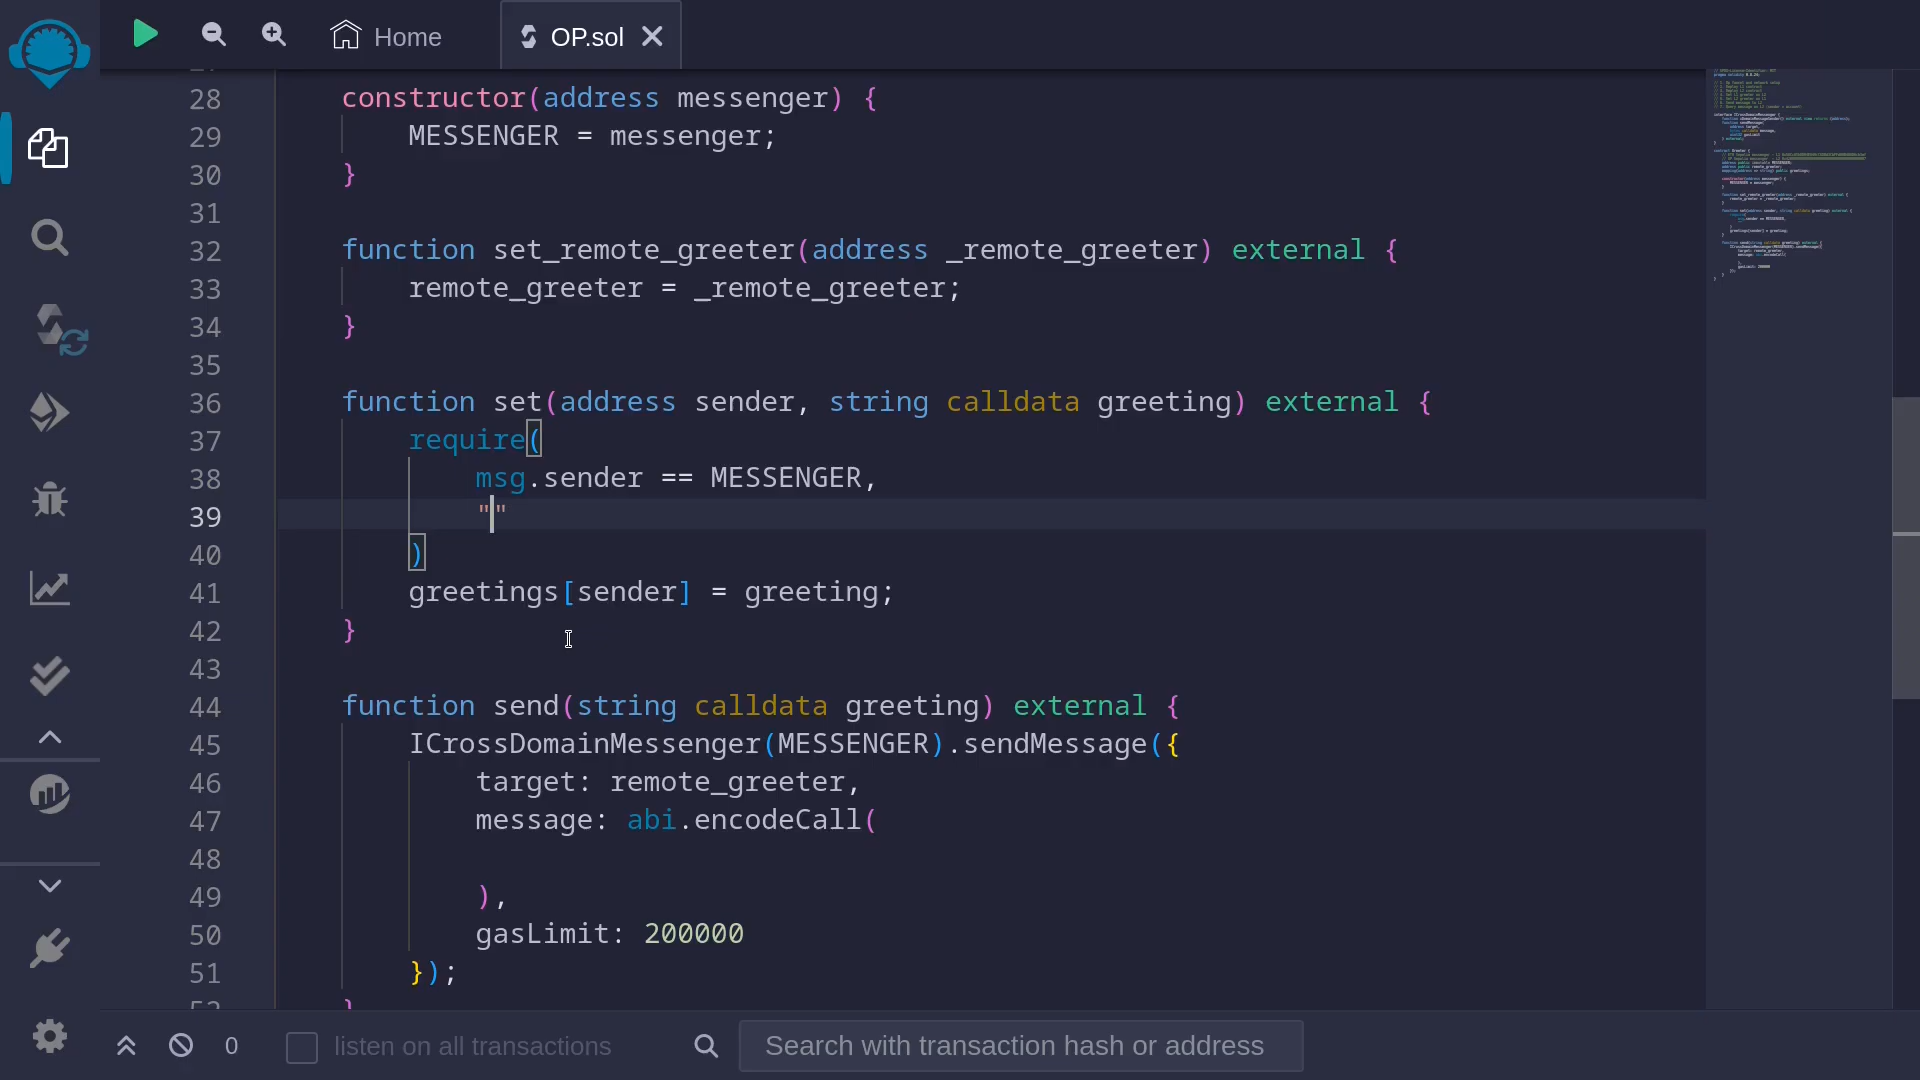 Home
OP.sol
28 constructor(address messenger) {
29 MESSENGER = messenger;
30 }
31
32 function set_remote_greeter(address _remote_greeter) external {
33 remote_greeter = _remote_greeter;
34 }
35
36 function set(address sender, string calldata greeting) external {
37 require(
38 msg.sender == MESSENGER,
39 ""
40 )
41 greetings[sender] = greeting;
42 }
43
44 function send(string calldata greeting) external {
45 ICrossDomainMessenger(MESSENGER).sendMessage({
46 target: remote_greeter,
47 message: abi.encodeCall(
48
49 ),
50 gasLimit: 200000
51 });
52 }
0 listen on all transactions Search with transaction hash or address